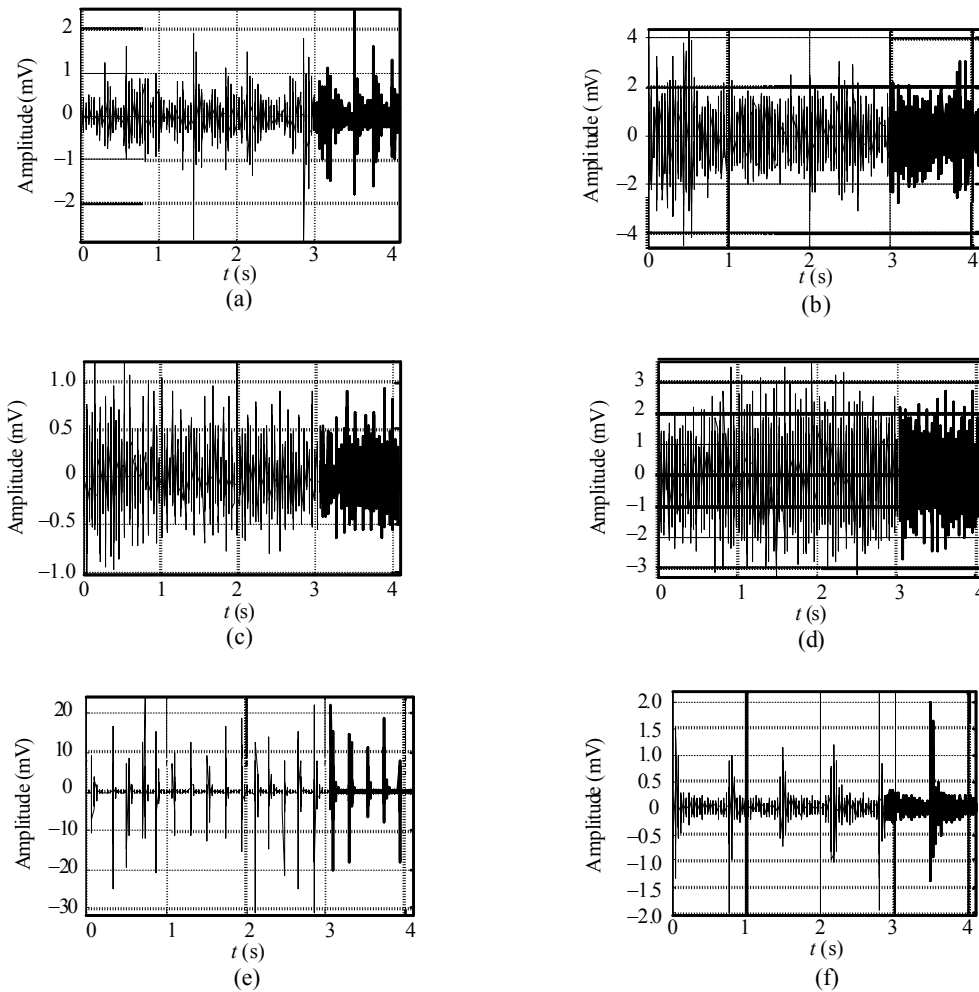 Amplitude (mV)
2
1
0
–1
–2
0 1 2 3 4
t (s)
(a)
Amplitude (mV)
4
2
0
–2
–4
0 1 2 3 4
t (s)
(b)
Amplitude (mV)
1.0
0.5
0
–0.5
–1.0
0 1 2 3 4
t (s)
(c)
Amplitude (mV)
3
2
1
0
–1
–2
–3
0 1 2 3 4
t (s)
(d)
Amplitude (mV)
20
10
0
–10
–20
–30
0 1 2 3 4
t (s)
(e)
Amplitude (mV)
2.0
1.5
1.0
0.5
0
–0.5
–1.0
–1.5
–2.0
0 1 2 3 4
t (s)
(f)